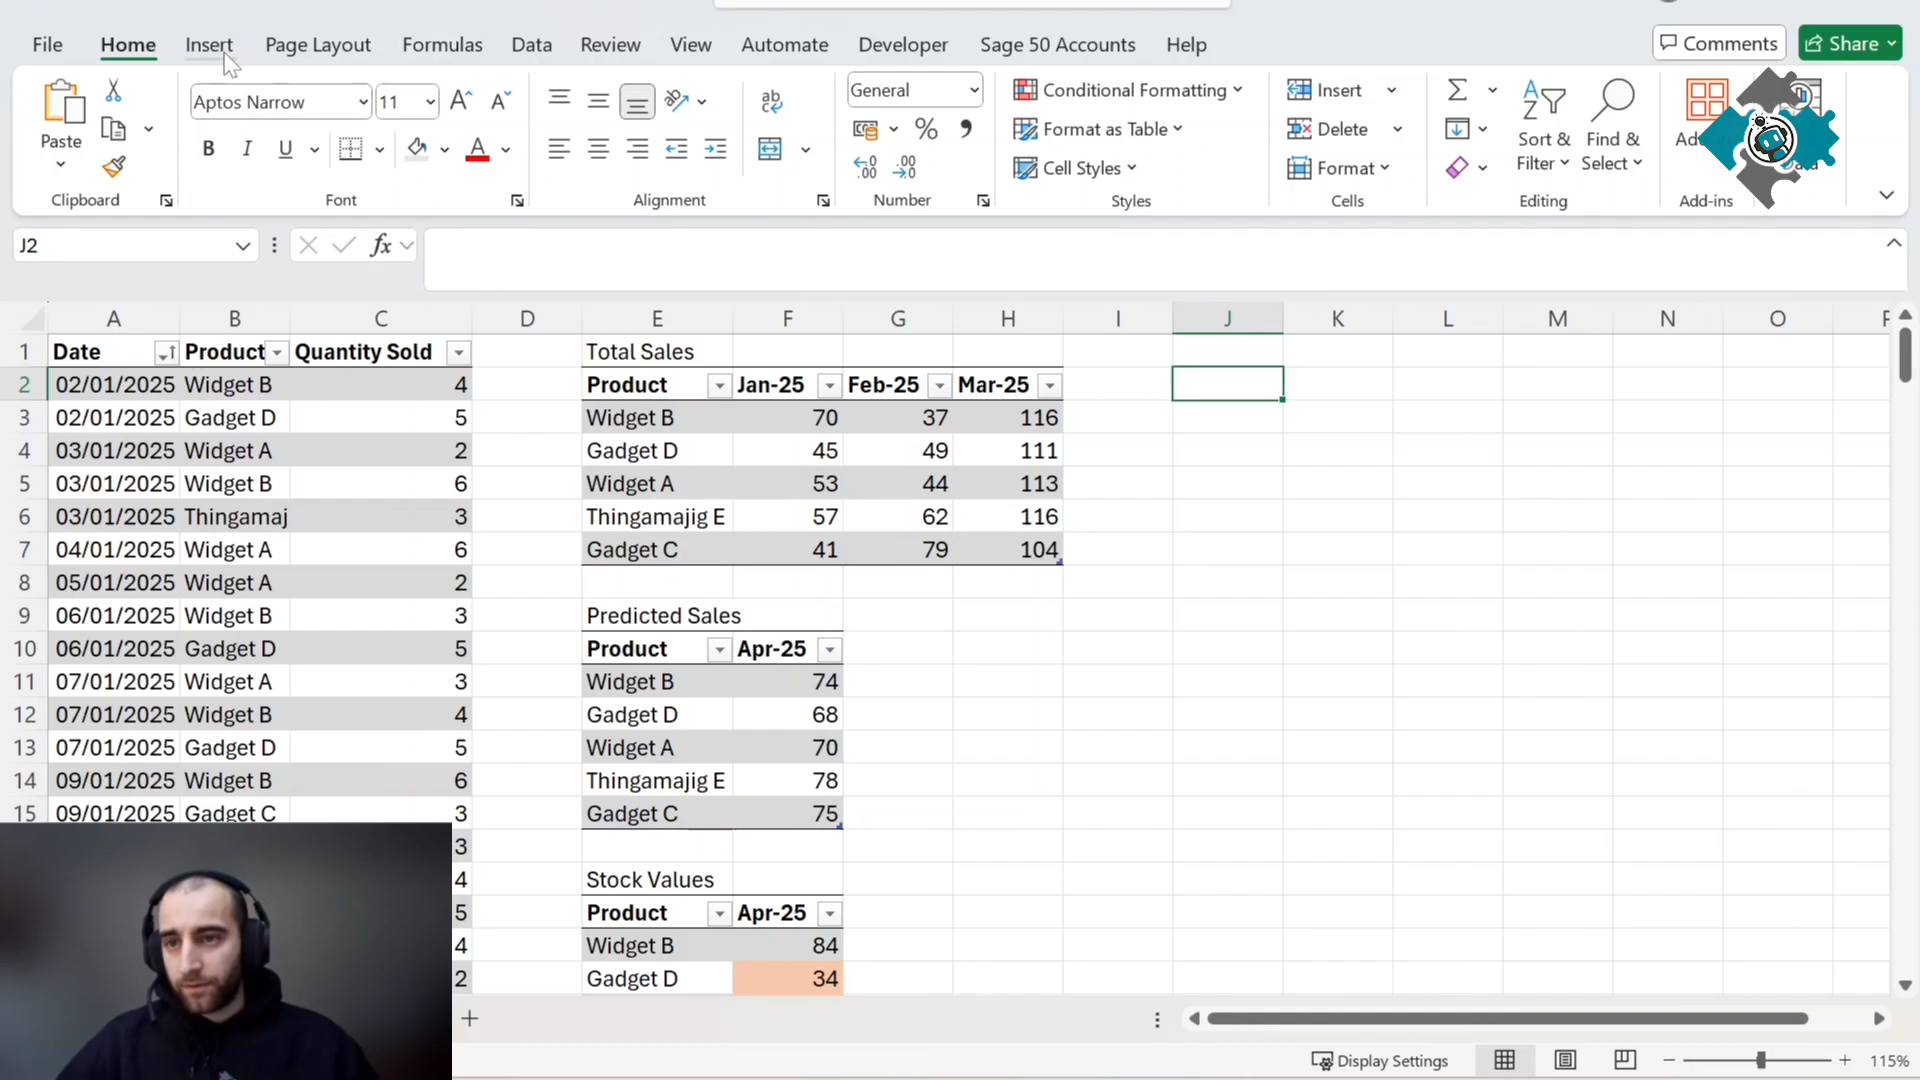 File Home Insert Page Layout Formulas Data Review View Automate Developer Sage 50 Accounts Help Comments Share
Paste
Clipboard
Aptos Narrow 11
B I U A
Font
ab
Alignment
General
%
Number
Conditional Formatting
Format as Table
Cell Styles
Styles
Insert
Delete
Format
Cells
Sort & Filter
Find & Select
Editing
Add-ins
J2 fx
A B C D E F G H I J K L M N O
1 Date Product Quantity Sold Total Sales
2 02/01/2025 Widget B 4 Product Jan-25 Feb-25 Mar-25
3 02/01/2025 Gadget D 5 Widget B 70 37 116
4 03/01/2025 Widget A 2 Gadget D 45 49 111
5 03/01/2025 Widget B 6 Widget A 53 44 113
6 03/01/2025 Thingamaj 3 Thingamajig E 57 62 116
7 04/01/2025 Widget A 6 Gadget C 41 79 104
8 05/01/2025 Widget A 2
9 06/01/2025 Widget B 3 Predicted Sales
10 06/01/2025 Gadget D 5 Product Apr-25
11 07/01/2025 Widget A 3 Widget B 74
12 07/01/2025 Widget B 4 Gadget D 68
13 07/01/2025 Gadget D 5 Widget A 70
14 09/01/2025 Widget B 6 Thingamajig E 78
15 09/01/2025 Gadget C 3 Gadget C 75
3
4 Stock Values
5 Product Apr-25
4 Widget B 84
2 Gadget D 34
Display Settings 115%